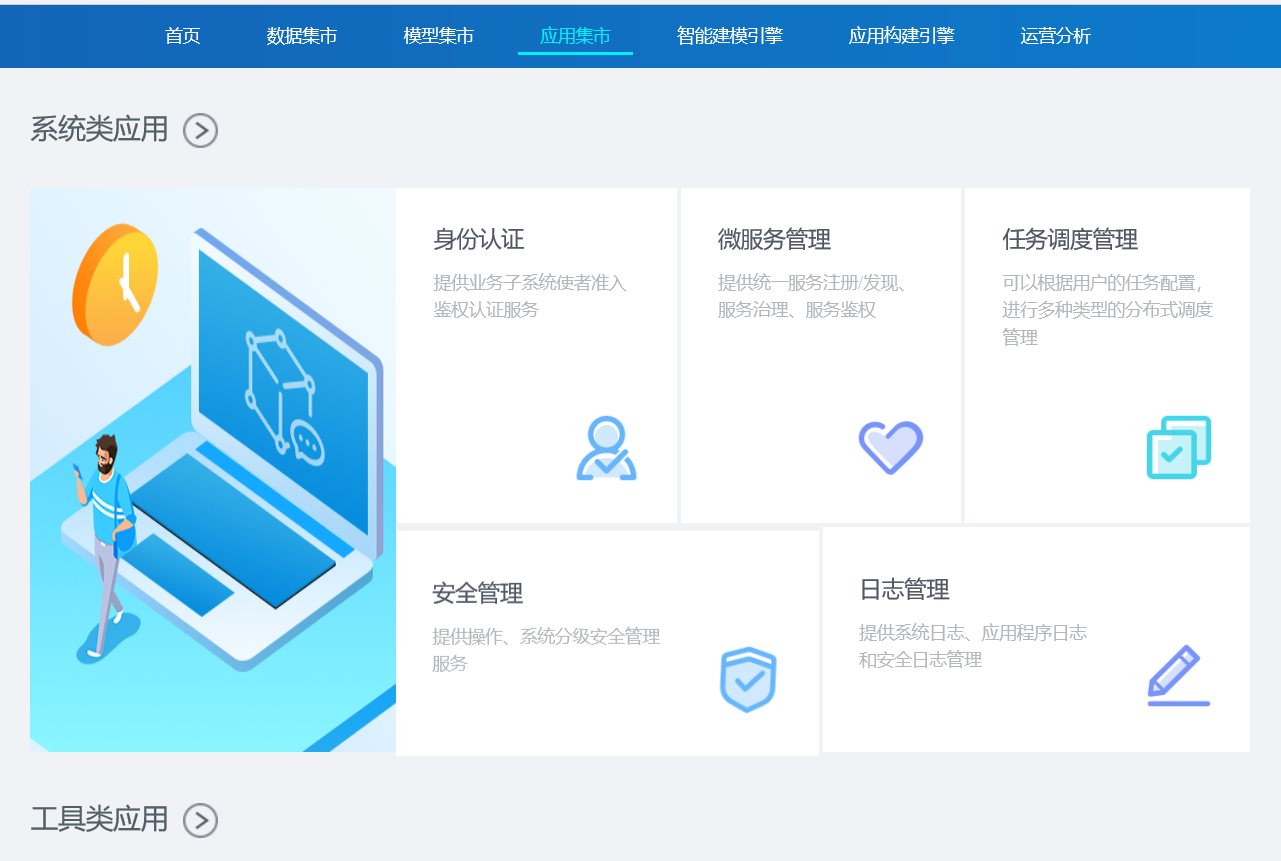 首页 数据集市 模型集市 应用集市 智能建模引擎 应用构建引擎 运营分析
系统类应用
身份认证
提供业务子系统使者准入
鉴权认证服务
微服务管理
提供统一服务注册/发现、
服务治理、服务鉴权
任务调度管理
可以根据用户的任务配置，
进行多种类型的分布式调度
管理
安全管理
提供操作、系统分级安全管理
服务
日志管理
提供系统日志、应用程序日志
和安全日志管理
工具类应用